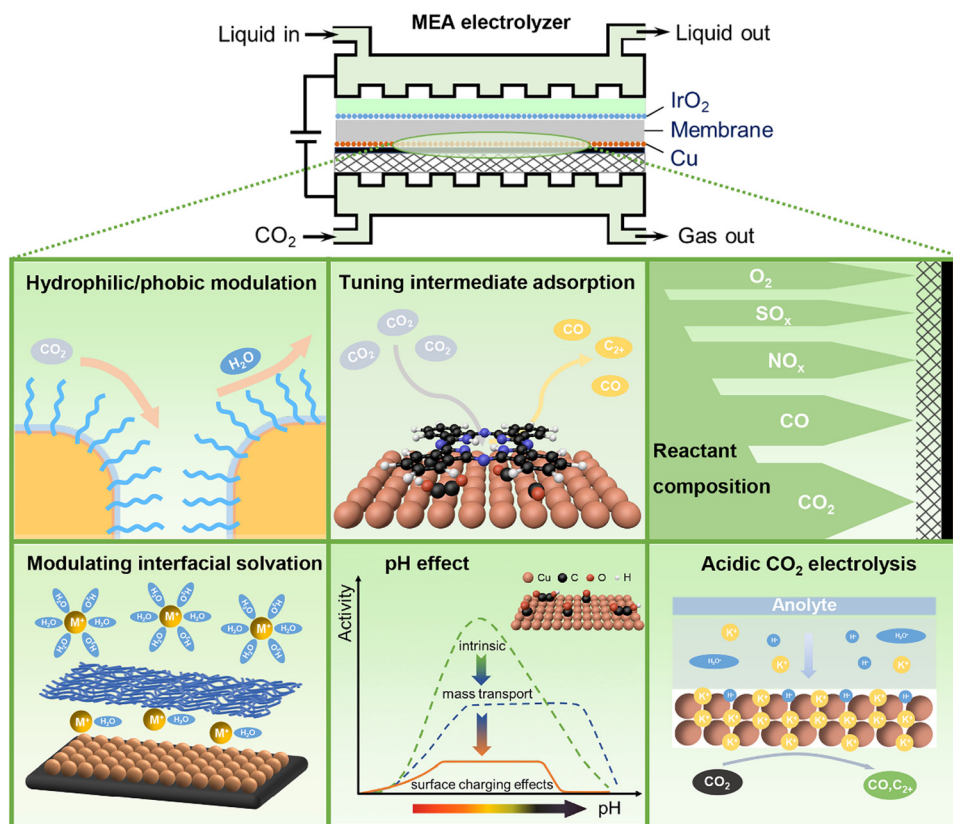 MEA electrolyzer
Liquid in
Liquid out
IrO₂
Membrane
Cu
CO₂
Gas out
Hydrophilic/phobic modulation
CO₂
H₂O
Tuning intermediate adsorption
CO₂
CO₂
CO₂
CO
C₂₊
CO
O₂
SOₓ
NOₓ
CO
Reactant
composition
CO₂
Modulating interfacial solvation
H₂O
H₂O
H₂O
M⁺
H₂O
H₂O
M⁺
H₂O
H₂O
M⁺
H₂O
M⁺
H₂O
M⁺
H₂O
M⁺
H₂O
pH effect
Cu
C
O
H
Activity
intrinsic
mass transport
surface charging effects
pH
Acidic CO₂ electrolysis
Anolyte
K⁺
H⁺
H₃O⁺
H₃O⁺
K⁺
H⁺
K⁺
K⁺ H⁺ K⁺ H⁺ K⁺ H⁺ K⁺ H⁺
K⁺ K⁺ K⁺ K⁺ K⁺
K⁺ K⁺ K⁺
CO₂
CO,C₂₊